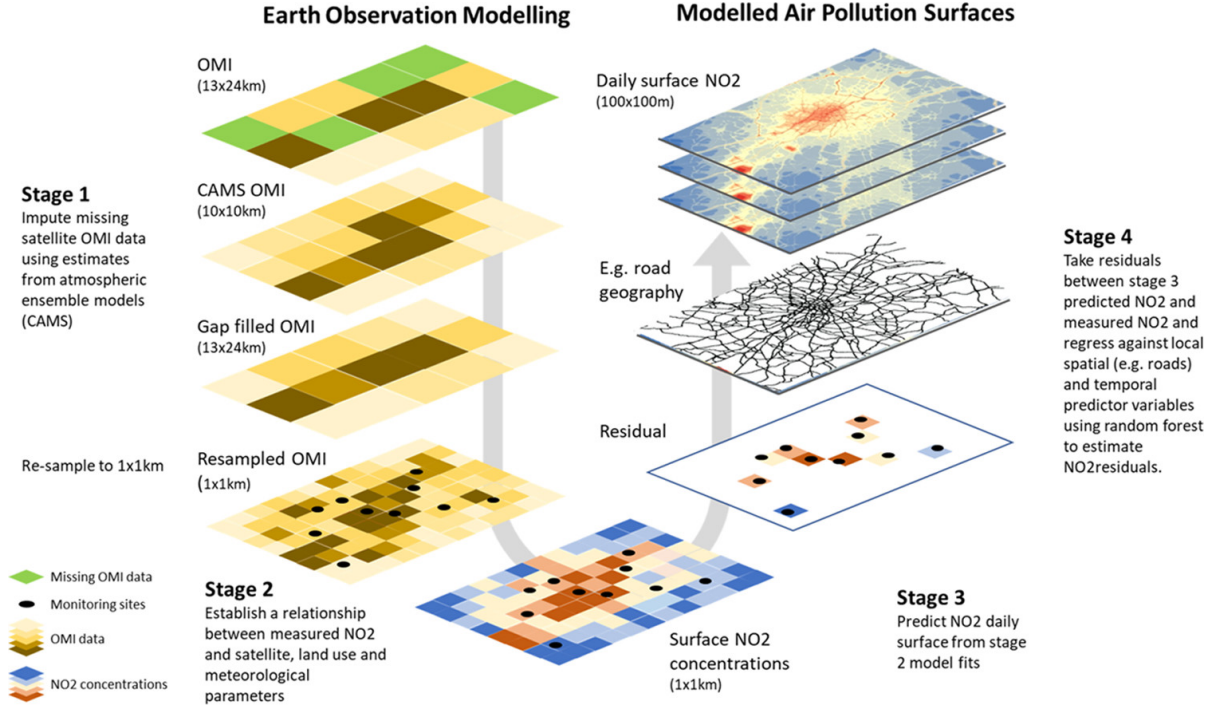 Earth Observation Modelling
Modelled Air Pollution Surfaces
OMI
(13x24km)
Stage 1
Impute missing
satellite OMI data
using estimates
from atmospheric
ensemble models
(CAMS)
CAMS OMI
(10x10km)
Gap filled OMI
(13x24km)
Re-sample to 1x1km
Resampled OMI
(1x1km)
Missing OMI data
Monitoring sites
OMI data
NO2 concentrations
Stage 2
Establish a relationship
between measured NO2
and satellite, land use and
meteorological
parameters
Surface NO2
concentrations
(1x1km)
Stage 3
Predict NO2 daily
surface from stage
2 model fits
Daily surface NO2
(100x100m)
E.g. road
geography
Residual
Stage 4
Take residuals
between stage 3
predicted NO2 and
measured NO2 and
regress against local
spatial (e.g. roads)
and temporal
predictor variables
using random forest
to estimate
NO2residuals.